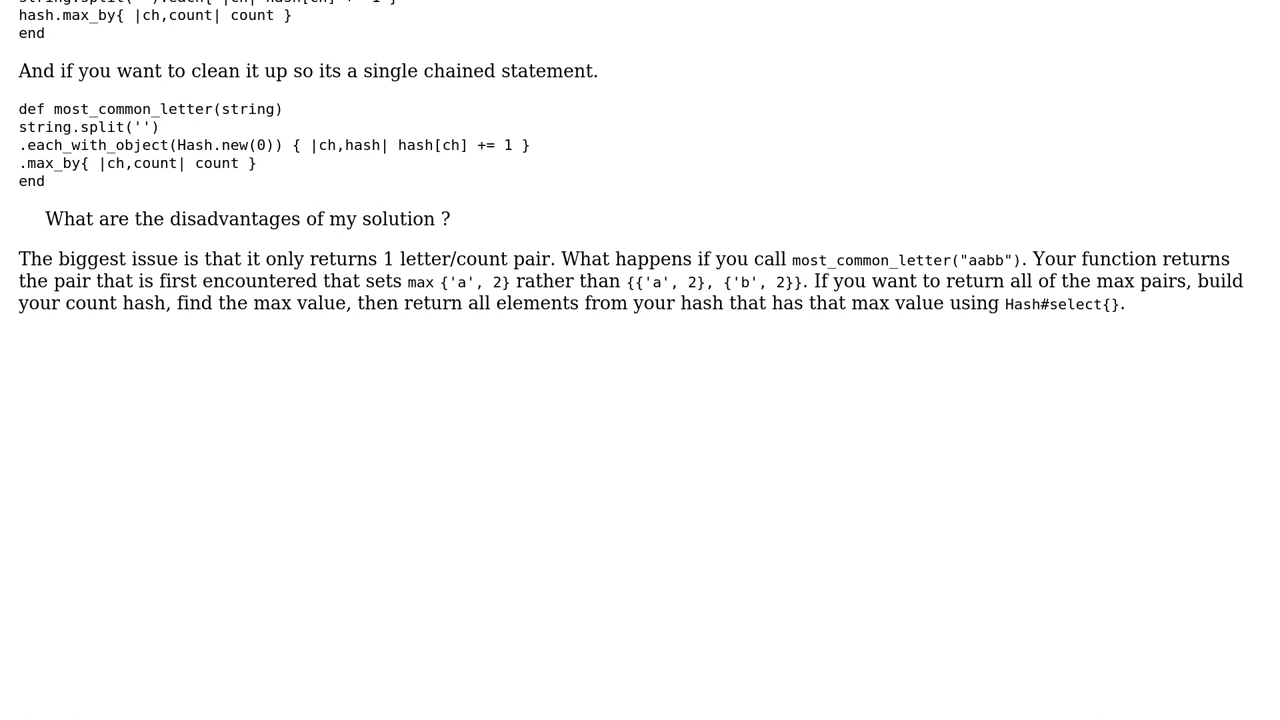 hash.max_by{ |ch,count| count }
end
And if you want to clean it up so its a single chained statement.
def most_common_letter(string)
string.split('')
.each_with_object(Hash.new(0)) { |ch,hash| hash[ch] += 1 }
.max_by{ |ch,count| count }
end
What are the disadvantages of my solution ?
The biggest issue is that it only returns 1 letter/count pair. What happens if you call most_common_letter("aabb"). Your function returns
the pair that is first encountered that sets max {'a', 2} rather than {{'a', 2}, {'b', 2}}. If you want to return all of the max pairs, build
your count hash, find the max value, then return all elements from your hash that has that max value using Hash#select{}.